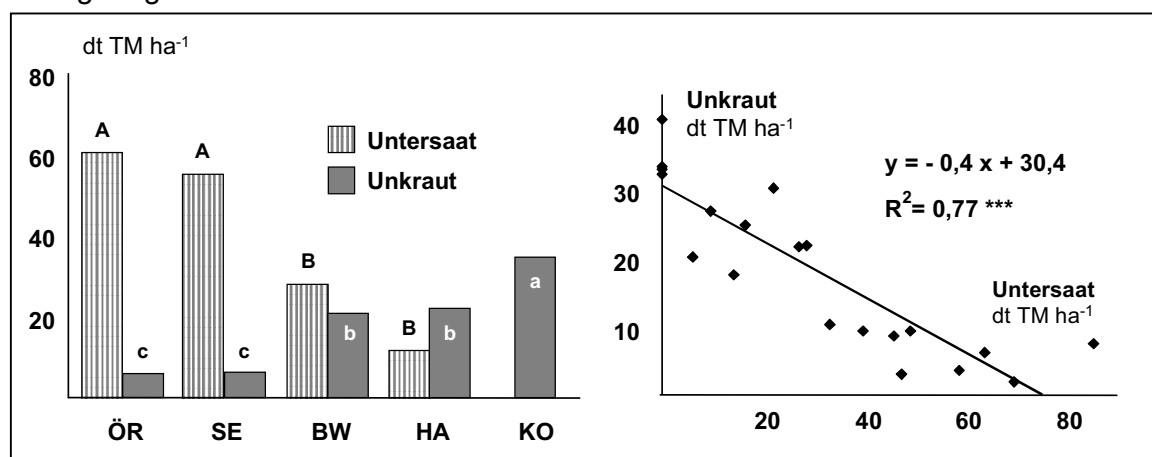 dt TM ha⁻¹
80
60
40
20
A
A
B
B
c
c
b
b
a
Untersaat
Unkraut
ÖR SE BW HA KO
Unkraut
dt TM ha⁻¹
40
30
20
10
y = - 0,4 x + 30,4
R²= 0,77 ***
Untersaat
dt TM ha⁻¹
20 40 60 80